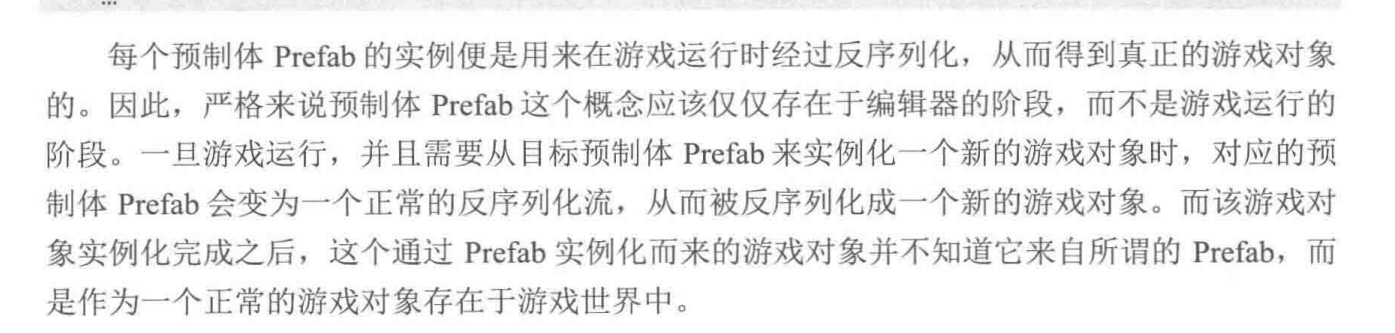 每个预制体 Prefab 的实例便是用来在游戏运行时经过反序列化，从而得到真正的游戏对象
的。因此，严格来说预制体 Prefab 这个概念应该仅仅存在于编辑器的阶段，而不是游戏运行的
阶段。一旦游戏运行，并且需要从目标预制体 Prefab 来实例化一个新的游戏对象时，对应的预
制体 Prefab 会变为一个正常的反序列化流，从而被反序列化成一个新的游戏对象。而该游戏对
象实例化完成之后，这个通过 Prefab 实例化而来的游戏对象并不知道它来自所谓的 Prefab，而
是作为一个正常的游戏对象存在于游戏世界中。